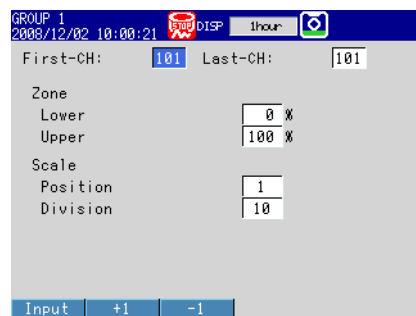 GROUP 1
2008/12/02 10:00:21 STOP DISP 1hour
First-CH: 101 Last-CH: 101
Zone
Lower 0 %
Upper 100 %
Scale
Position 1
Division 10
Input +1 -1